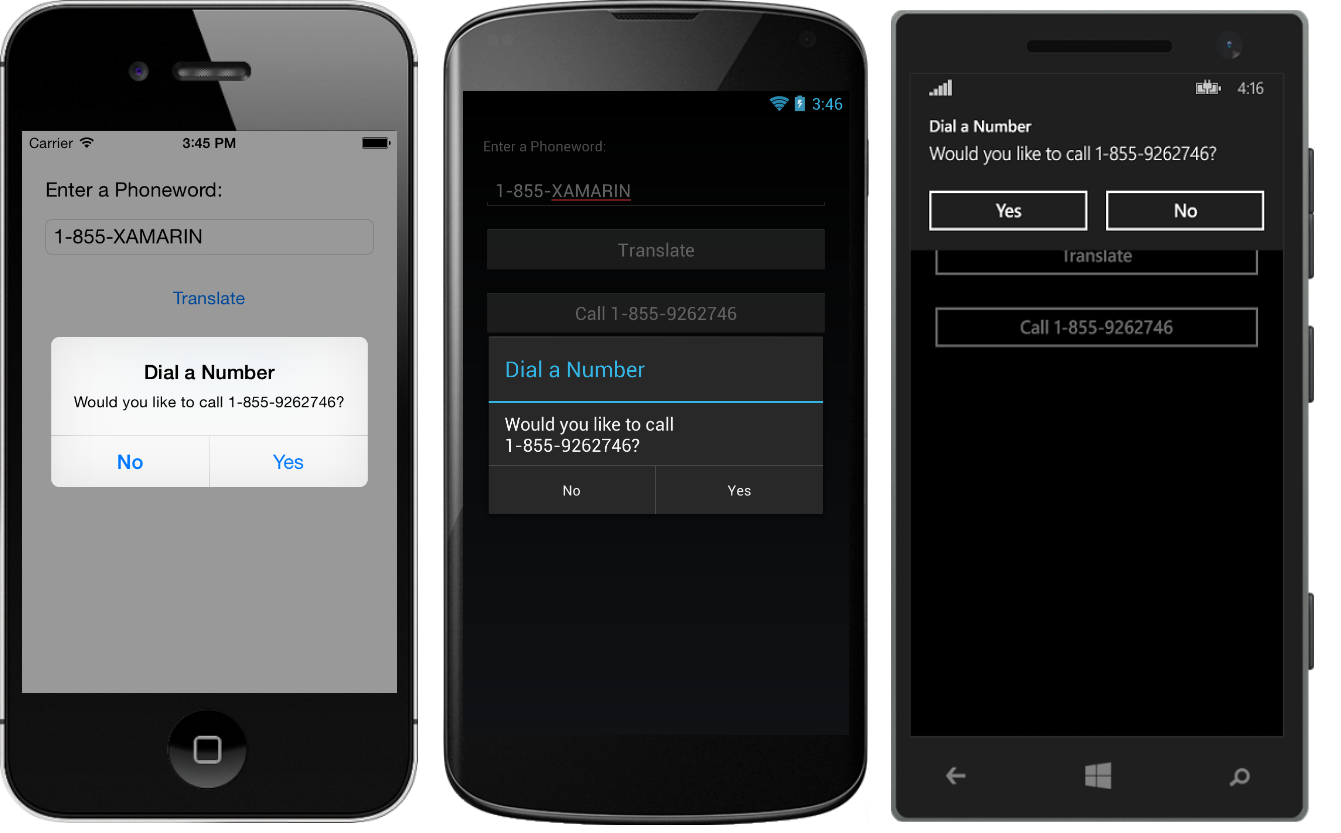 Carrier 3:45 PM
Enter a Phoneword:
1-855-XAMARIN
Translate
Dial a Number
Would you like to call 1-855-9262746?
No Yes
3:46
Enter a Phoneword:
1-855-XAMARIN
Translate
Call 1-855-9262746
Dial a Number
Would you like to call
1-855-9262746?
No Yes
4:16
Dial a Number
Would you like to call 1-855-9262746?
Yes No
Translate
Call 1-855-9262746